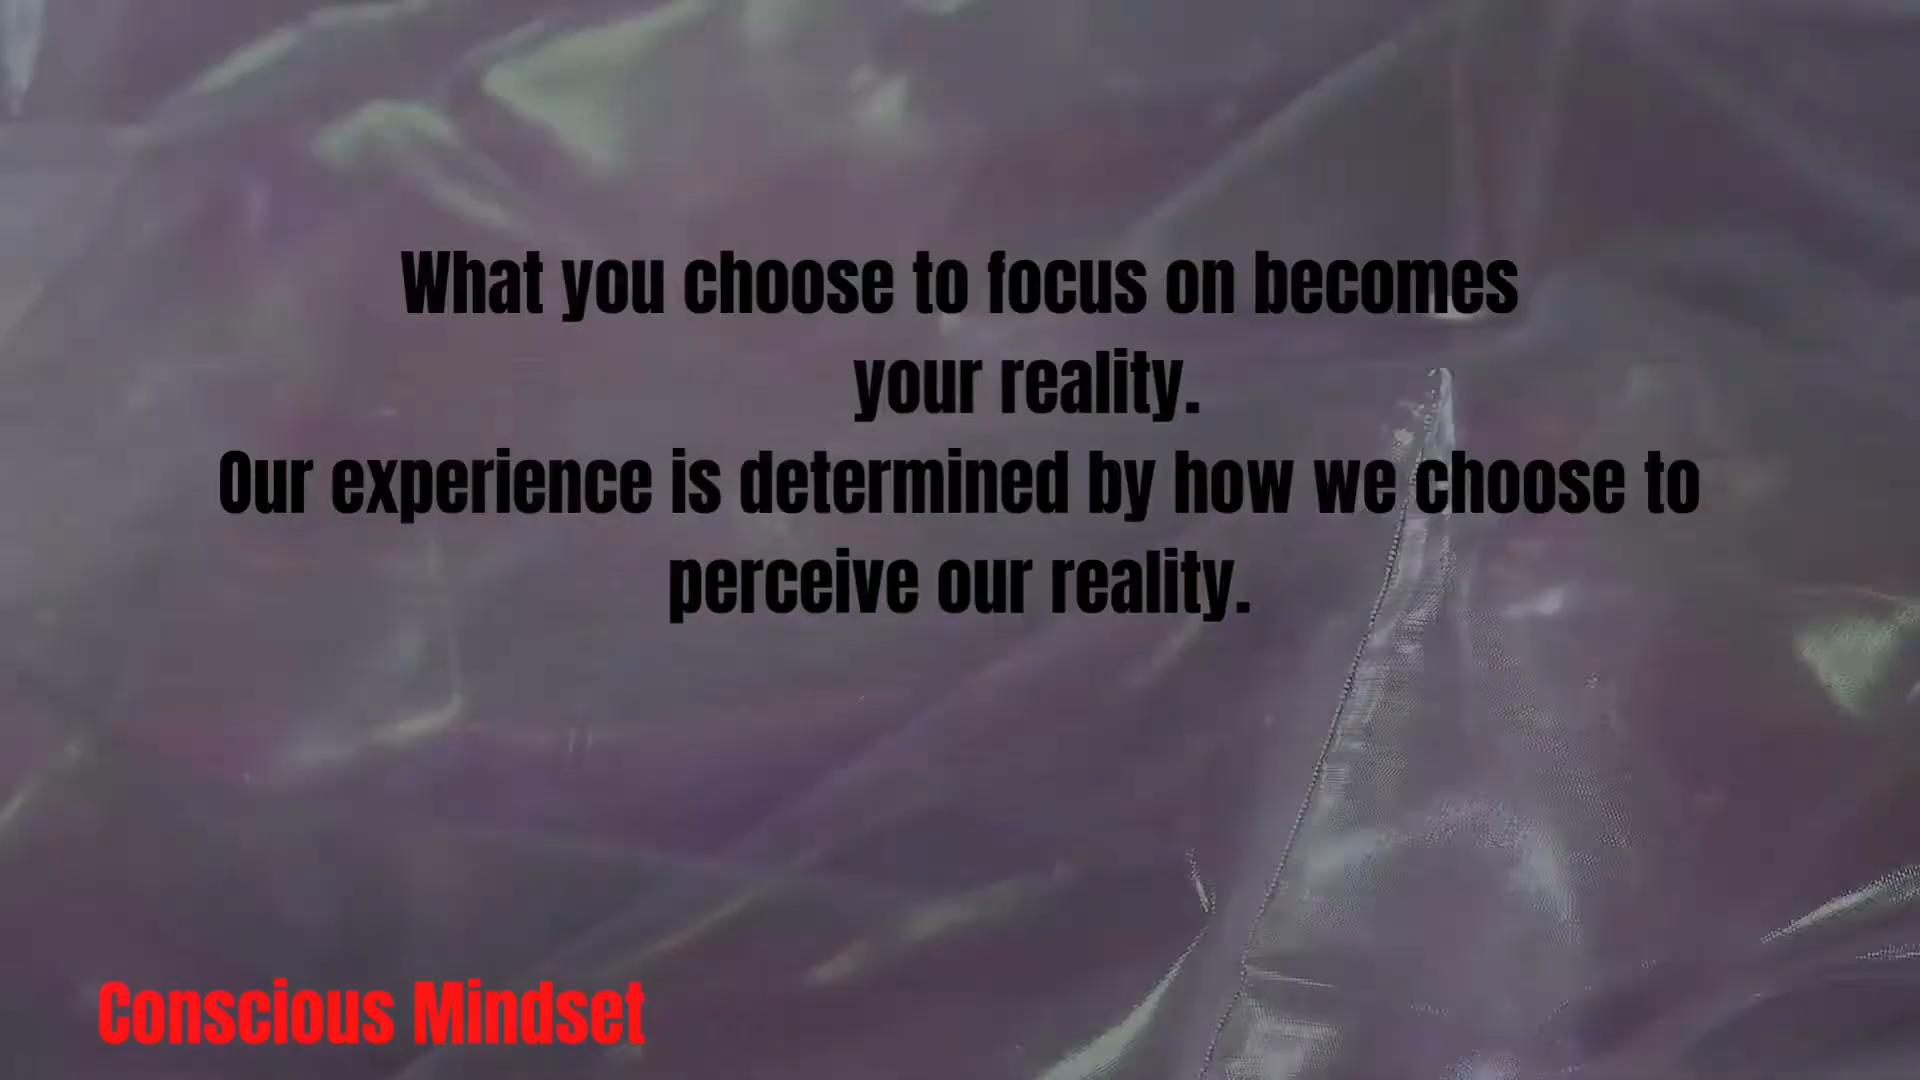 What you choose to focus on becomes
your reality.
Our experience is determined by how we choose to
perceive our reality.
Conscious Mindset